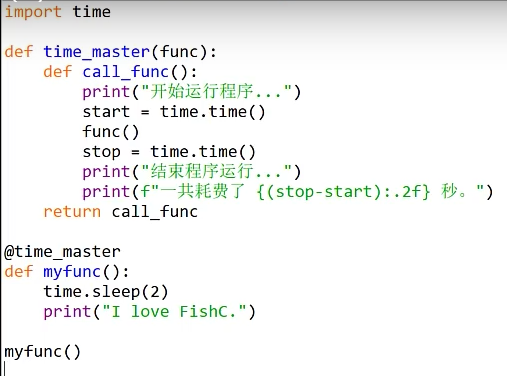 import time
def time_master(func):
    def call_func():
        print("开始运行程序...")
        start = time.time()
        func()
        stop = time.time()
        print("结束程序运行...")
        print(f"一共耗费了 {(stop-start):.2f} 秒。")
    return call_func
@time_master
def myfunc():
    time.sleep(2)
    print("I love FishC.")
myfunc()